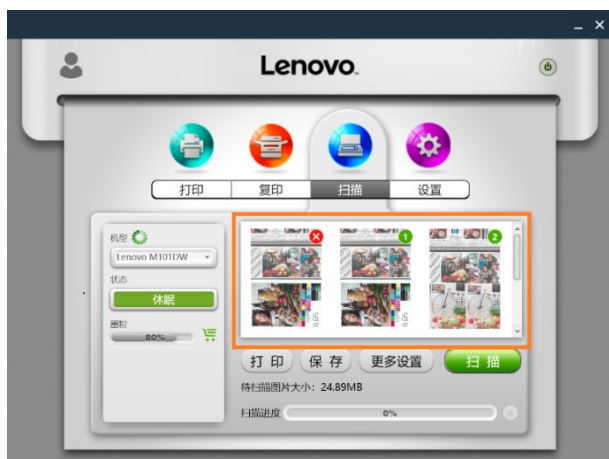 Lenovo
打印 复印 扫描 设置
机型
Lenovo M101DW
状态
休眠
墨粉
80%
1
2
打 印 保 存 更多设置 扫 描
待扫描图片大小: 24.89MB
扫描进度 0%